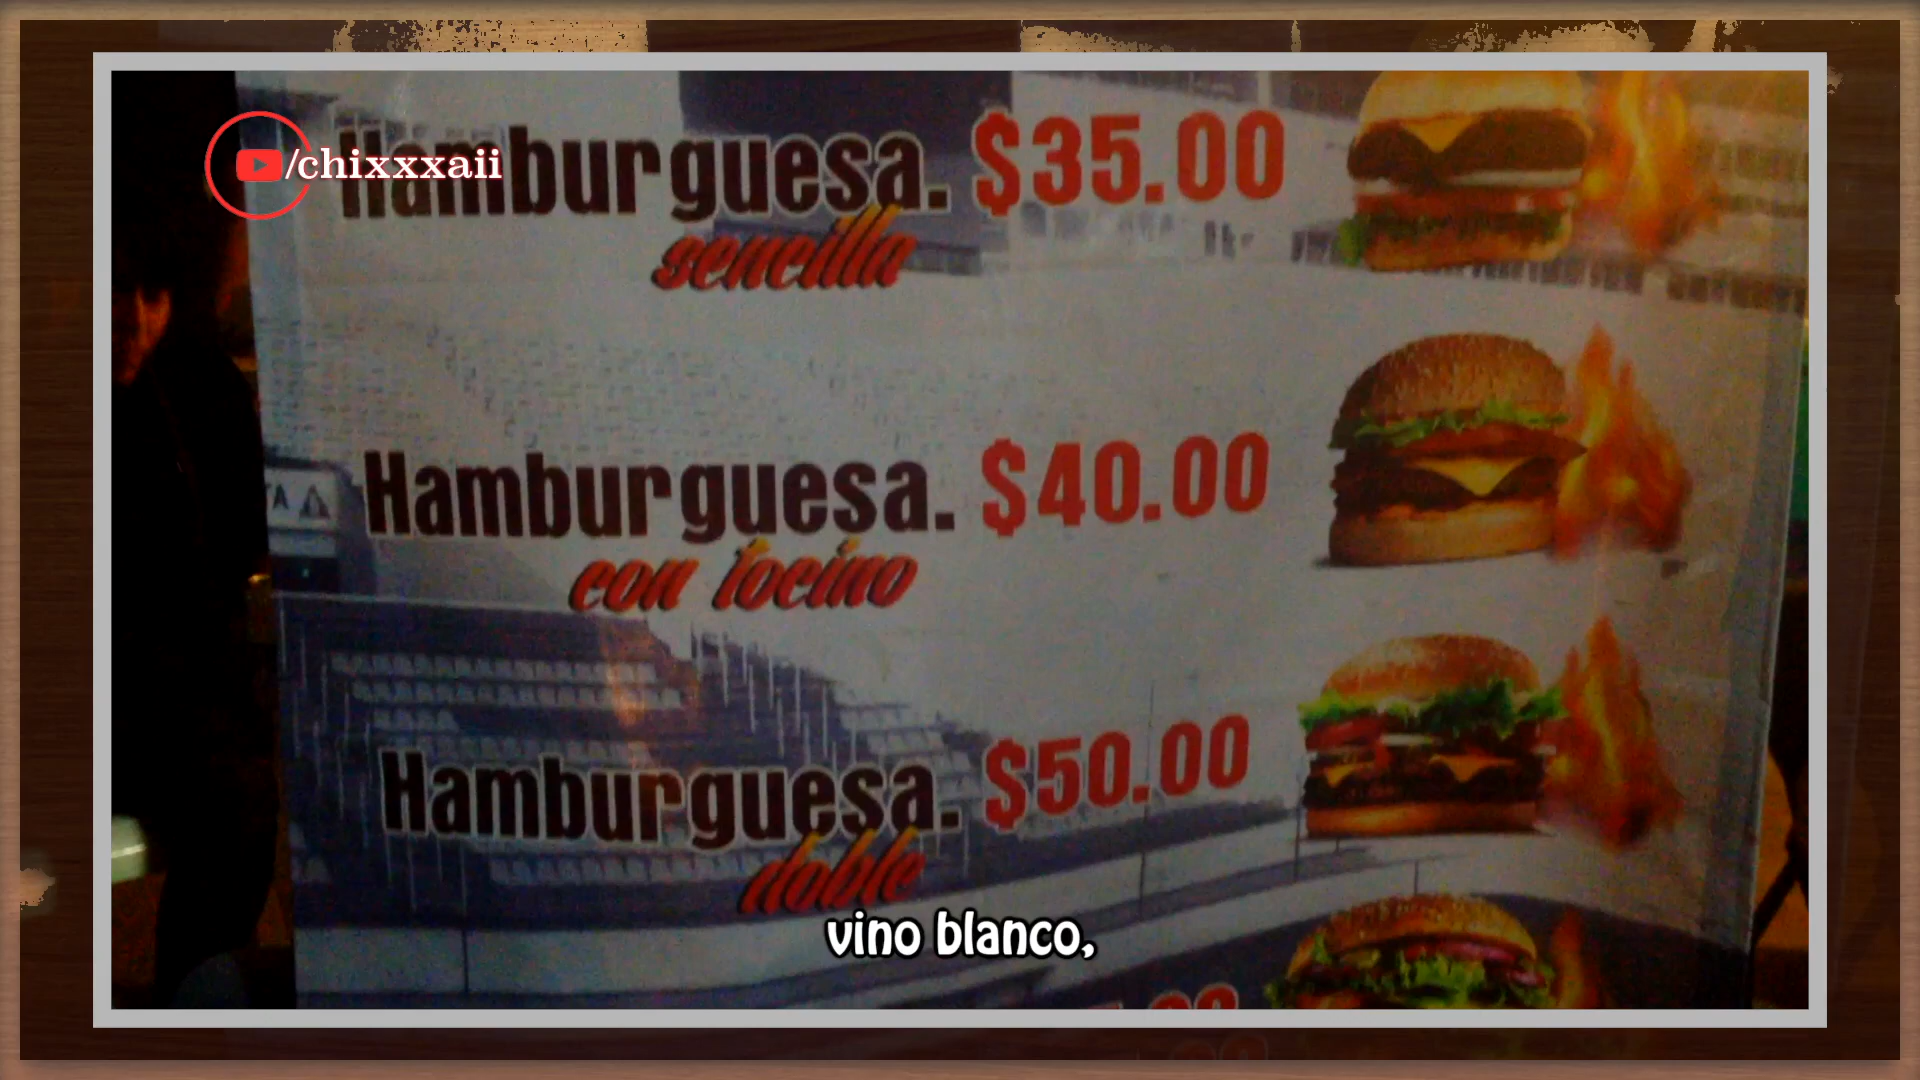 /chixxxaii
Hamburguesa. $35.00
sencilla
Hamburguesa. $40.00
con tocino
Hamburguesa. $50.00
doble
vino blanco,